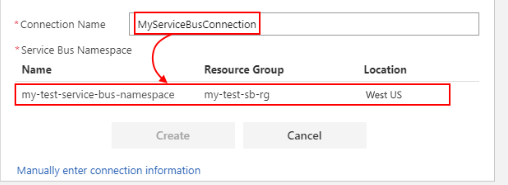 *Connection Name MyServiceBusConnection
*Service Bus Namespace
Name Resource Group Location
my-test-service-bus-namespace my-test-sb-rg West US
Create Cancel
Manually enter connection information